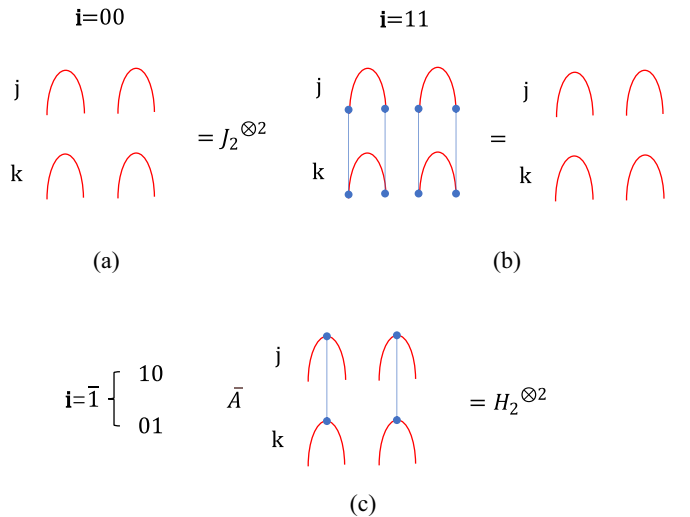 i=00
i=11
j
= J₂⊗²
k
j
=
k
j
k
(a)
(b)
i=1̅
10
01
A̅
j
k
= H₂⊗²
(c)